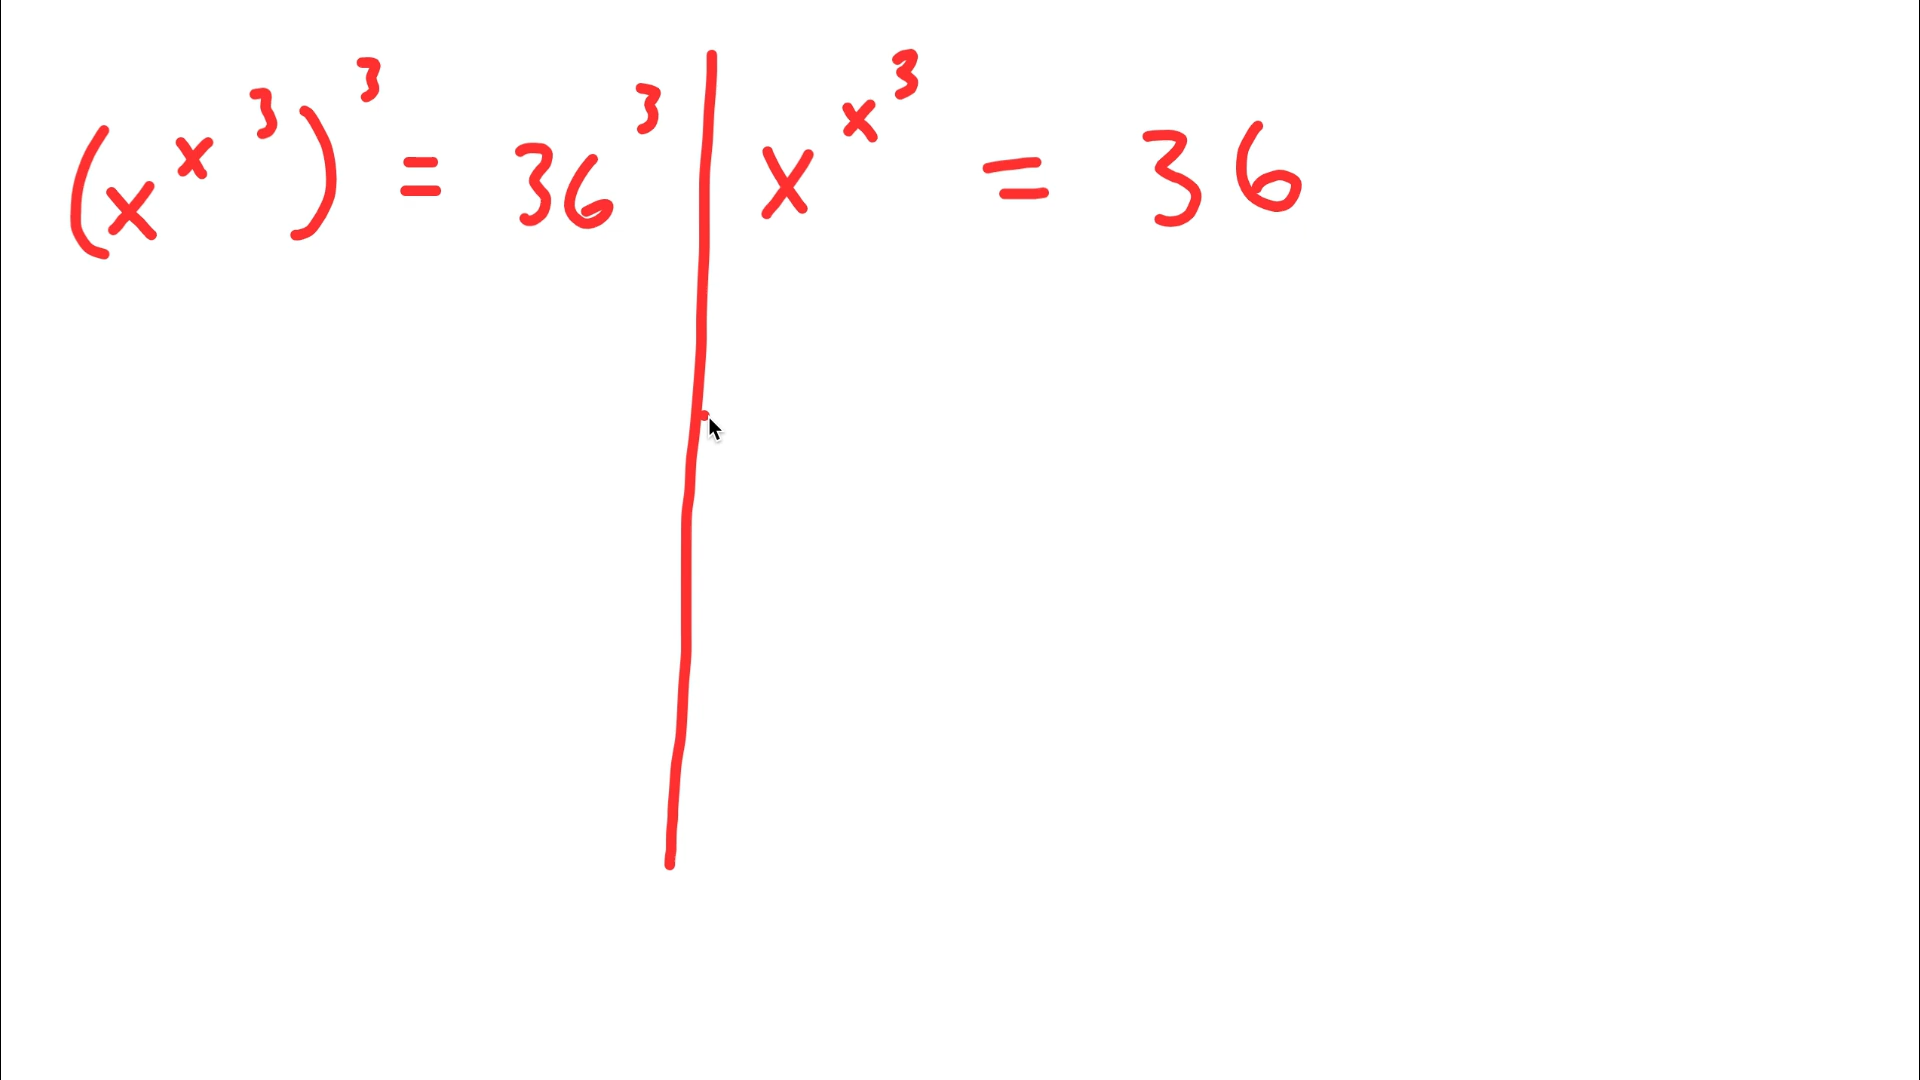 (x^x^3)^3 = 36^3
x^x^3 = 36